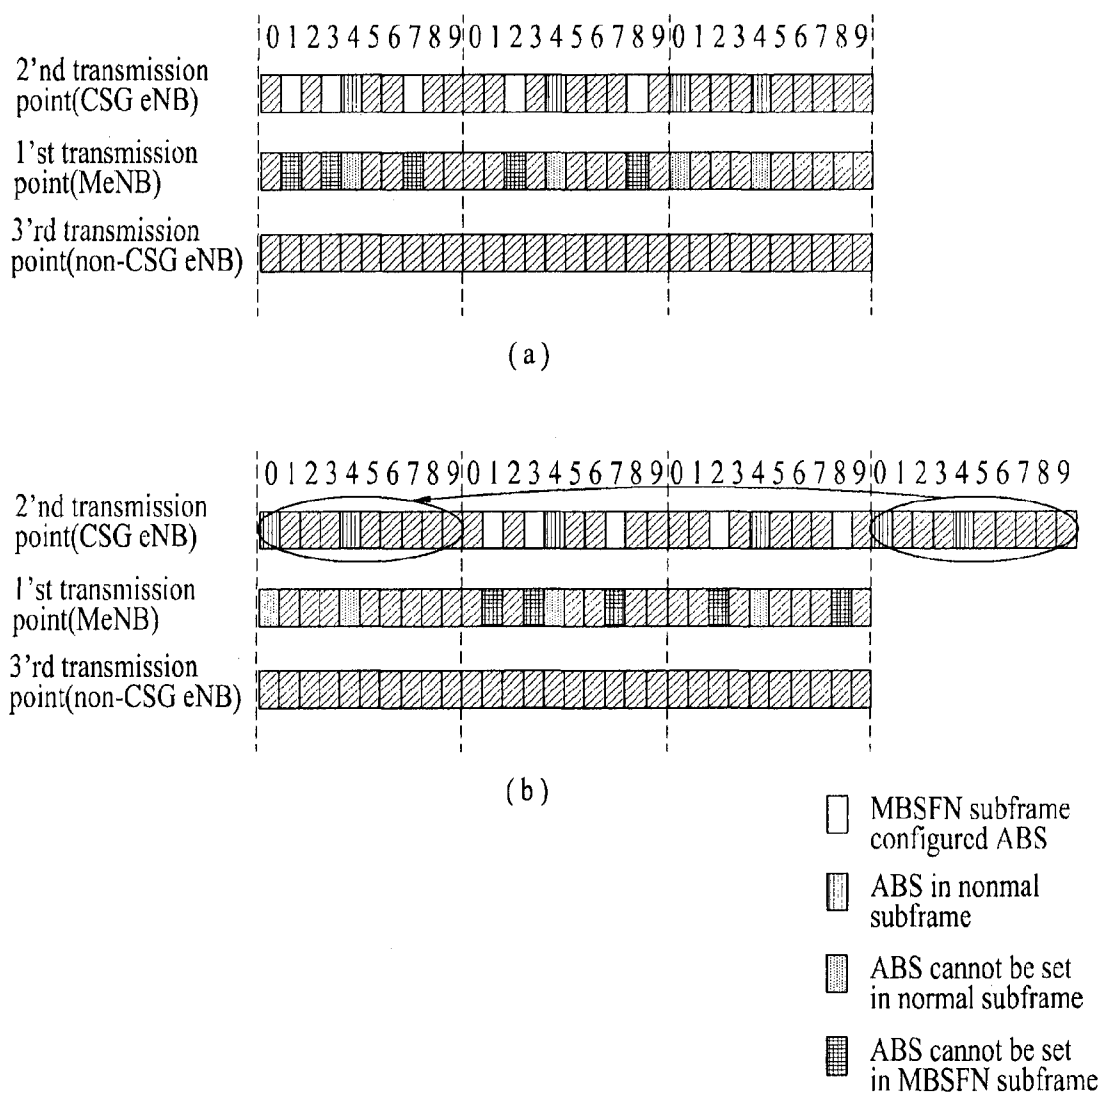 0 1 2 3 4 5 6 7 8 9 0 1 2 3 4 5 6 7 8 9 0 1 2 3 4 5 6 7 8 9
2'nd transmission
point(CSG eNB)
1'st transmission
point(MeNB)
3'rd transmission
point(non-CSG eNB)
(a)
0 1 2 3 4 5 6 7 8 9 0 1 2 3 4 5 6 7 8 9 0 1 2 3 4 5 6 7 8 9 0 1 2 3 4 5 6 7 8 9
2'nd transmission
point(CSG eNB)
1'st transmission
point(MeNB)
3'rd transmission
point(non-CSG eNB)
(b)
MBSFN subframe
configured ABS
ABS in nonmal
subframe
ABS cannot be set
in normal subframe
ABS cannot be set
in MBSFN subframe